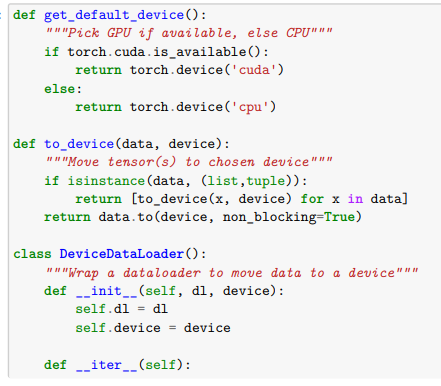 : def get_default_device():
    """Pick GPU if available, else CPU"""
    if torch.cuda.is_available():
        return torch.device('cuda')
    else:
        return torch.device('cpu')

def to_device(data, device):
    """Move tensor(s) to chosen device"""
    if isinstance(data, (list,tuple)):
        return [to_device(x, device) for x in data]
    return data.to(device, non_blocking=True)

class DeviceDataLoader():
    """Wrap a dataloader to move data to a device"""
    def __init__(self, dl, device):
        self.dl = dl
        self.device = device

    def __iter__(self):